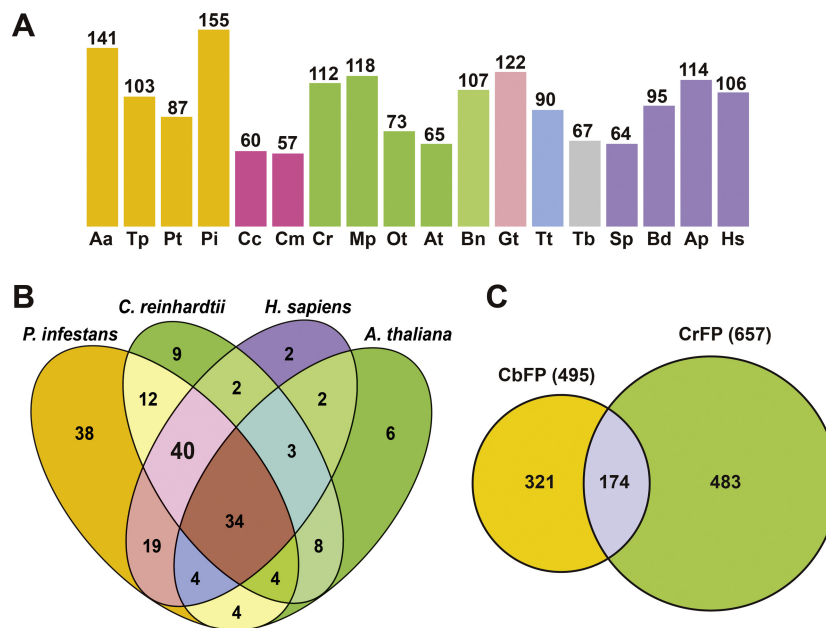 A
141 103 87 155 60 57 112 118 73 65 107 122 90 67 64 95 114 106
Aa Tp Pt Pi Cc Cm Cr Mp Ot At Bn Gt Tt Tb Sp Bd Ap Hs
B
C. reinhardtii H. sapiens
P. infestans A. thaliana
9 2
12 2 2
38 6
40 3
34
19 8
4 4
4
C
CrFP (657)
CbFP (495)
321 174 483